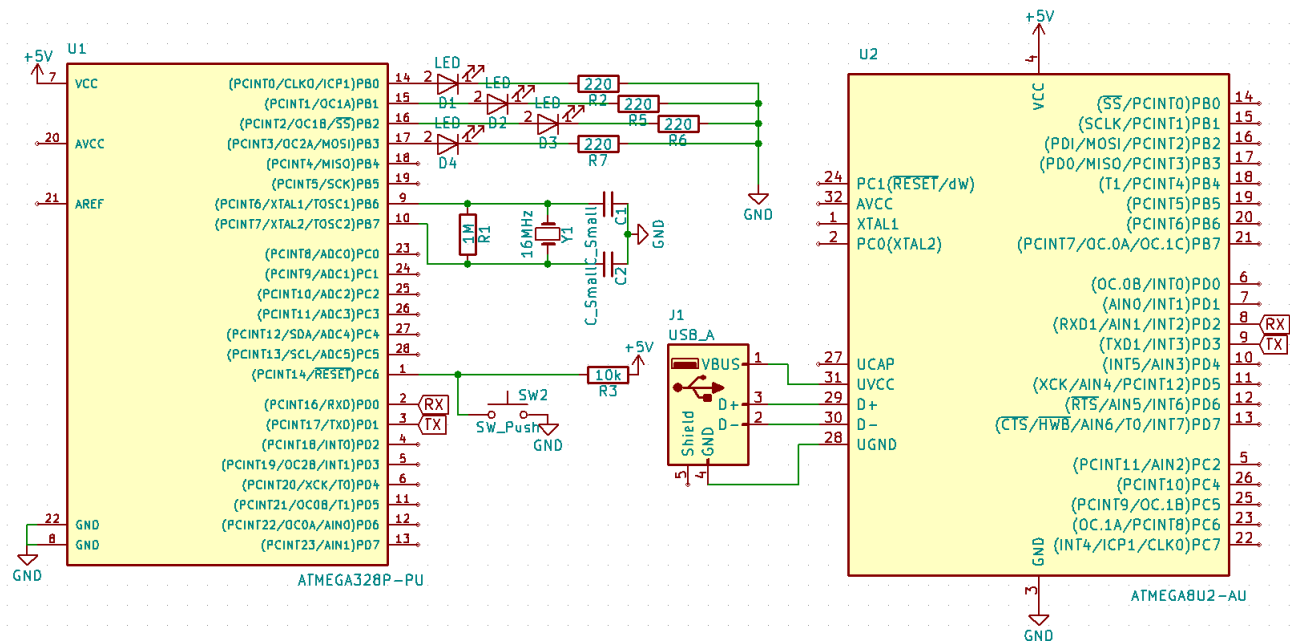 U1
+5V
7 VCC
20 AVCC
21 AREF
22 GND
8 GND
GND
(PCINT0/CLKO/ICP1)PB0 14
(PCINT1/OC1A)PB1 15
(PCINT2/OC1B/SS)PB2 16
(PCINT3/OC2A/MOSI)PB3 17
(PCINT4/MISO)PB4 18
(PCINT5/SCK)PB5 19
(PCINT6/XTAL1/TOSC1)PB6 9
(PCINT7/XTAL2/TOSC2)PB7 10
(PCINT8/ADC0)PC0 23
(PCINT9/ADC1)PC1 24
(PCINT10/ADC2)PC2 25
(PCINT11/ADC3)PC3 26
(PCINT12/SDA/ADC4)PC4 27
(PCINT13/SCL/ADC5)PC5 28
(PCINT14/RESET)PC6 1
(PCINT16/RXD)PD0 2 RX
(PCINT17/TXD)PD1 3 TX
(PCINT18/INT0)PD2 4
(PCINT19/OC2B/INT1)PD3 5
(PCINT20/XCK/T0)PD4 6
(PCINT21/OC0B/T1)PD5 11
(PCINT22/OC0A/AIN0)PD6 12
(PCINT23/AIN1)PD7 13
ATMEGA328P-PU
LED
2 1
D1
220
R2
LED
2 1
D2
220
R5
LED
2 1
D3
220
R6
LED
2 1
D4
220
R7
GND
1M
R1
16MHz
Y1
C_Small
C1
C_Small
C2
GND
+5V
10k
R3
SW2
SW_Push
GND
J1
USB_A
VBUS 1
D+ 3
D- 2
Shield
GND
5
4
U2
+5V
4
VCC
24 PC1(RESET/dW)
32 AVCC
1 XTAL1
2 PC0(XTAL2)
27 UCAP
31 UVCC
29 D+
30 D-
28 UGND
(SS/PCINT0)PB0 14
(SCLK/PCINT1)PB1 15
(PDI/MOSI/PCINT2)PB2 16
(PDO/MISO/PCINT3)PB3 17
(T1/PCINT4)PB4 18
(PCINT5)PB5 19
(PCINT6)PB6 20
(PCINT7/OC.0A/OC.1C)PB7 21
(OC.0B/INT0)PD0 6
(AIN0/INT1)PD1 7
(RXD1/AIN1/INT2)PD2 8 RX
(TXD1/INT3)PD3 9 TX
(INT5/AIN3)PD4 10
(XCK/AIN4/PCINT12)PD5 11
(RTS/AIN5/INT6)PD6 12
(CTS/HWB/AIN6/T0/INT7)PD7 13
(PCINT11/AIN2)PC2 5
(PCINT10)PC4 26
(PCINT9/OC.1B)PC5 25
(OC.1A/PCINT8)PC6 23
(INT4/ICP1/CLKO)PC7 22
GND
3
GND
ATMEGA8U2-AU